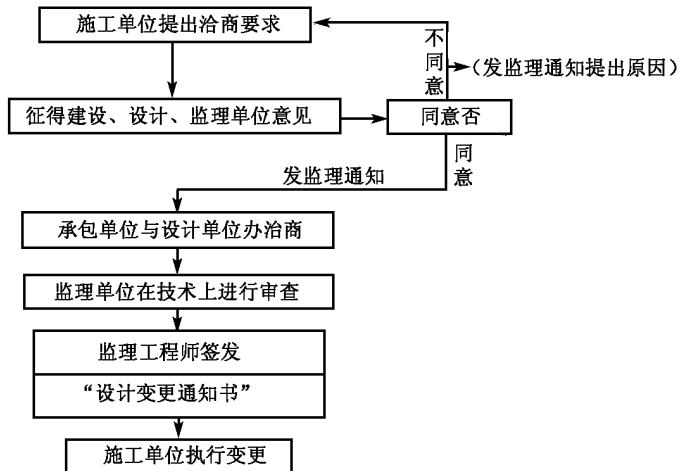 施工单位提出洽商要求
不同意
（发监理通知提出原因）
征得建设、设计、监理单位意见
同意否
同意
发监理通知
承包单位与设计单位办治商
监理单位在技术上进行审查
监理工程师签发
“设计变更通知书”
施工单位执行变更